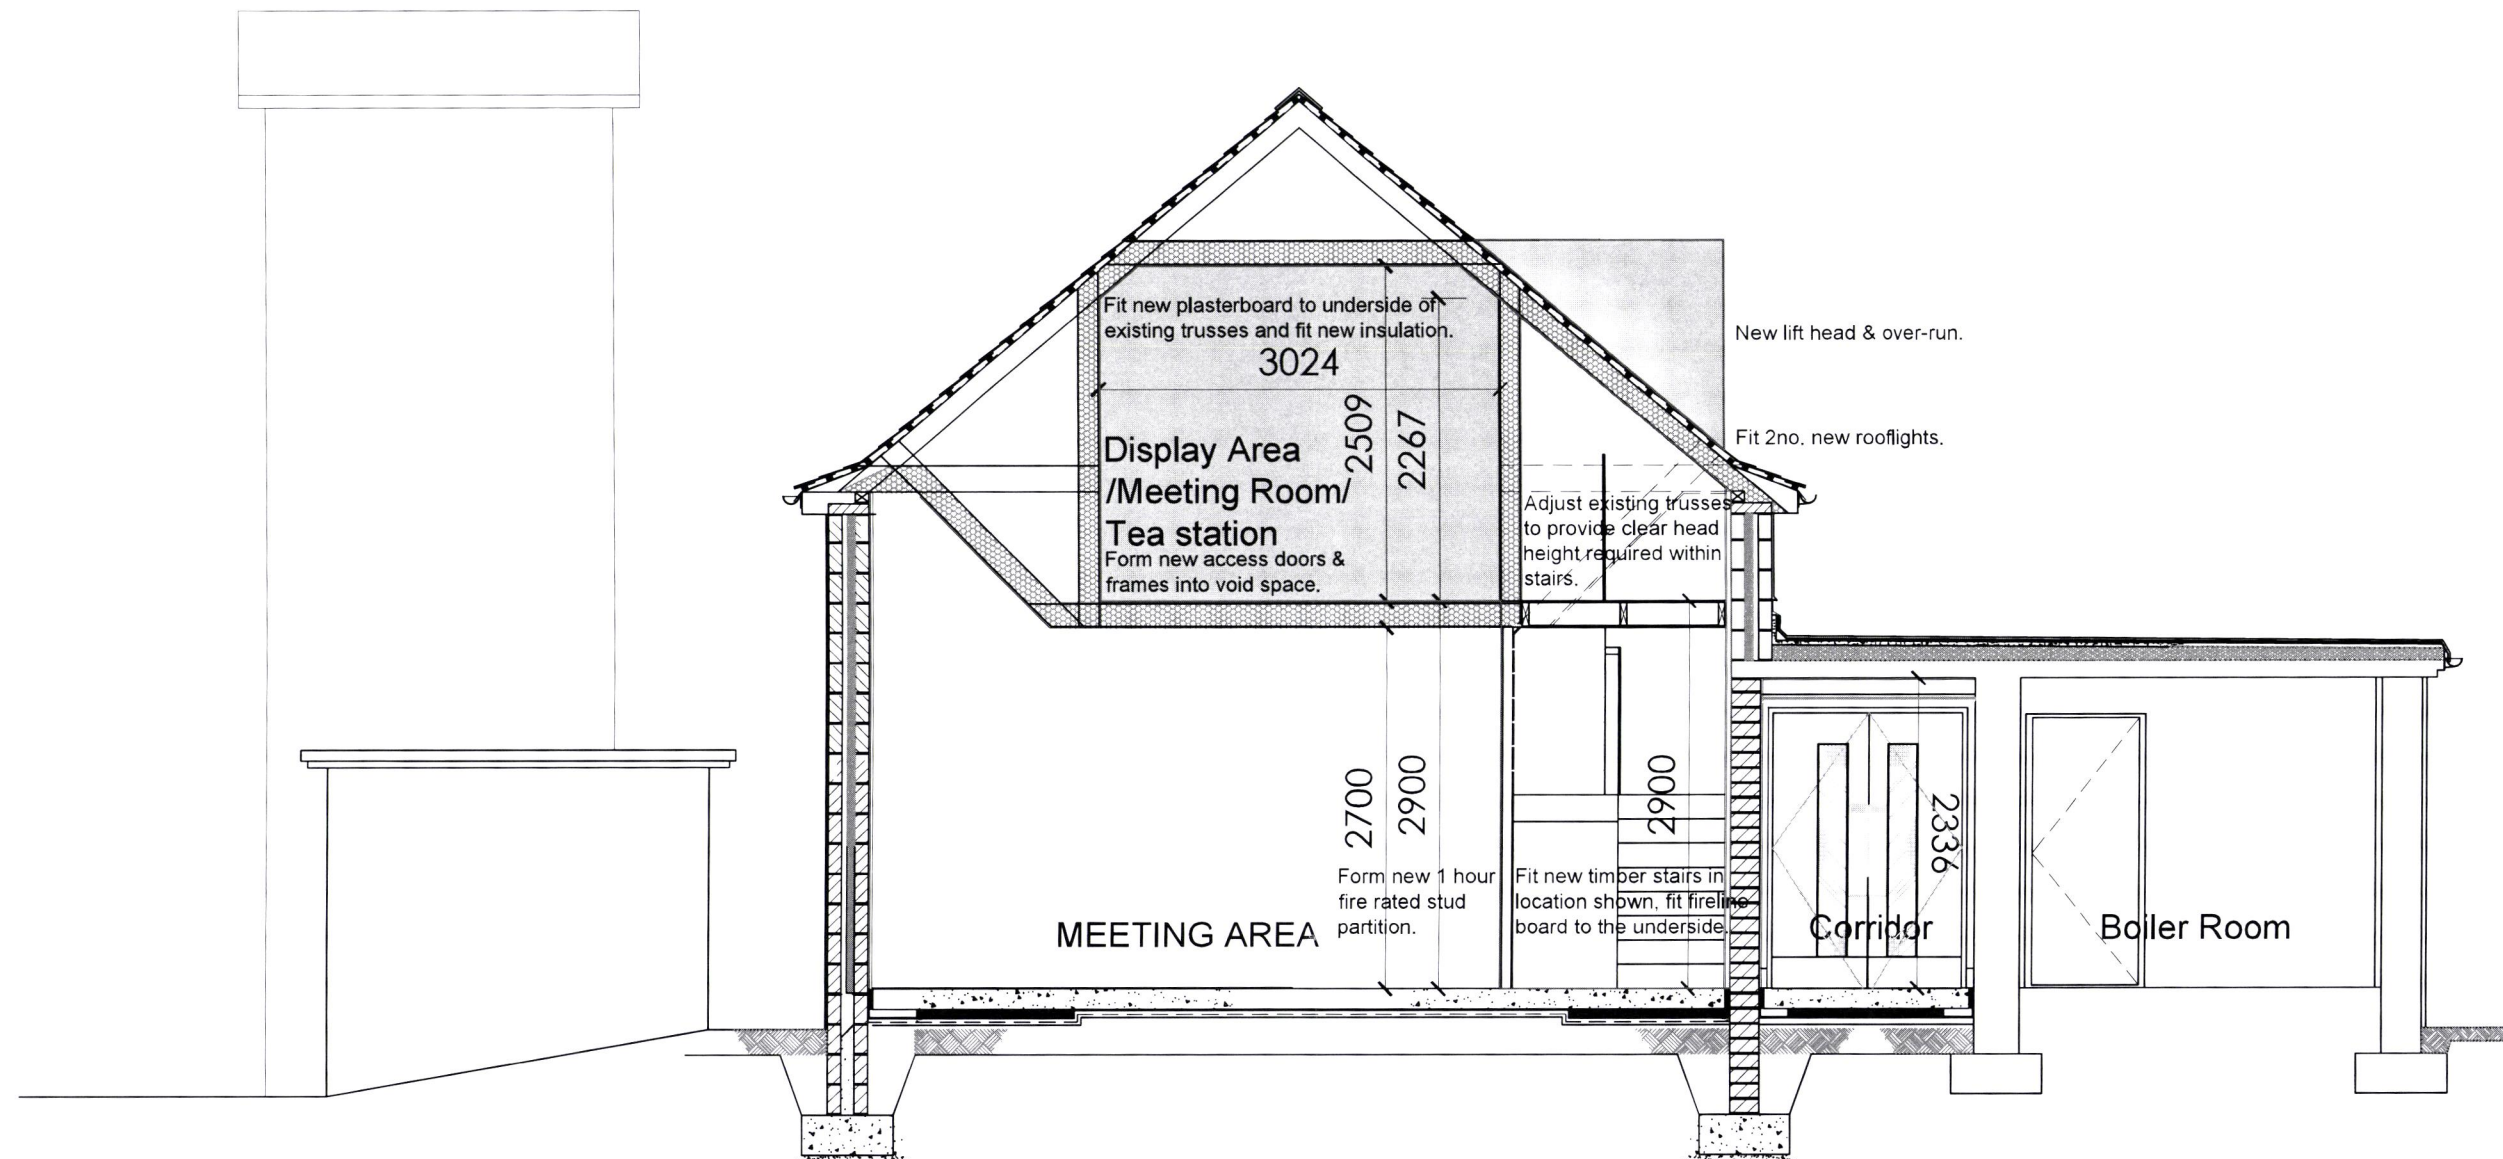 Fit new plasterboard to underside of
existing trusses and fit new insulation.
3024
2509
2267
New lift head & over-run.
Fit 2no. new rooflights.
Display Area
/Meeting Room/
Tea station
Form new access doors &
frames into void space.
Adjust existing trusses
to provide clear head
height required within
stairs.
2700
2900
2900
2336
Form new 1 hour
fire rated stud
partition.
Fit new timber stairs in
location shown, fit fireline
board to the underside.
MEETING AREA
Corridor
Boiler Room